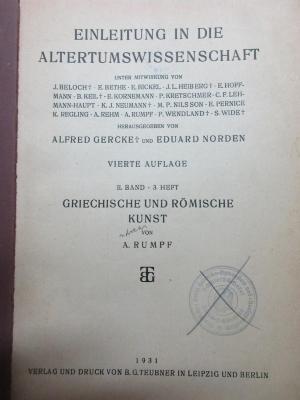 EINLEITUNG IN DIE
ALTERTUMSWISSENSCHAFT
UNTER MITWIRKUNG VON
J. BELOCH† · E. BETHE · E. BICKEL · J. L. HEIBERG† · E. HOFF-
MANN · B. KEIL† · E. KORNEMANN · P. KRETSCHMER · C. F. LEH-
MANN-HAUPT · K. J. NEUMANN† · M. P. NILSSON · E. PERNICE
K. REGLING · A. REHM · A. RUMPF · P. WENDLAND† · S. WIDE†
HERAUSGEGEBEN VON
ALFRED GERCKE† UND EDUARD NORDEN
VIERTE AUFLAGE
II. BAND · 3. HEFT
GRIECHISCHE UND RÖMISCHE
KUNST
VON
A. RUMPF
1931
VERLAG UND DRUCK VON B. G. TEUBNER IN LEIPZIG UND BERLIN